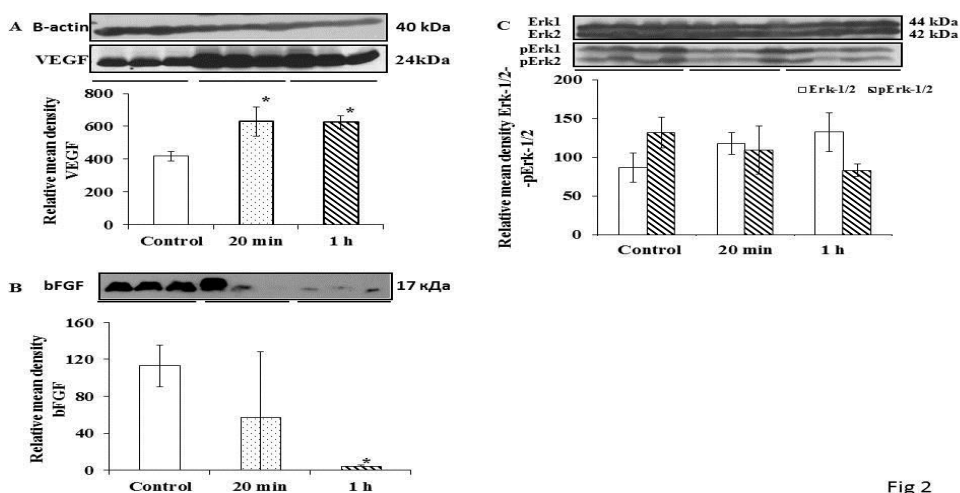 A
B-actin
40 kDa
VEGF
24kDa
Relative mean density
VEGF
800
600
400
200
0
*
*
Control
20 min
1 h
B
bFGF
17 кДа
Relative mean density
bFGF
160
120
80
40
0
*
Control
20 min
1 h
C
Erk1
Erk2
44 kDa
42 kDa
pErk1
pErk2
Relative mean density Erk-1/2-
-pErk-1/2
200
150
100
50
0
Erk-1/2
pErk-1/2
Control
20 min
1 h
Fig 2